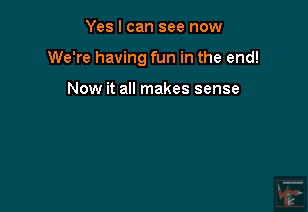 Yes I can see now
We're having fun in the end!
Now it all makes sense